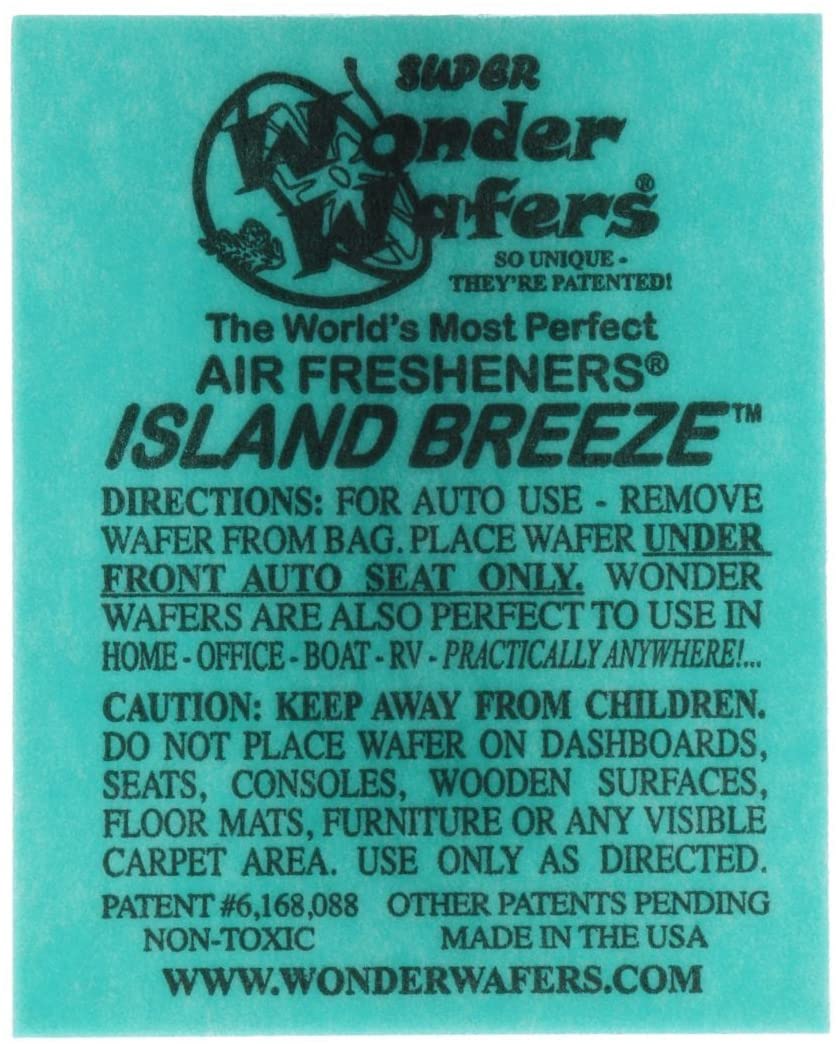 SUPER
Wonder
Wafers®
SO UNIQUE -
THEY'RE PATENTED!
The World's Most Perfect
AIR FRESHENERS®
ISLAND BREEZE™
DIRECTIONS: FOR AUTO USE - REMOVE
WAFER FROM BAG. PLACE WAFER UNDER
FRONT AUTO SEAT ONLY. WONDER
WAFERS ARE ALSO PERFECT TO USE IN
HOME - OFFICE - BOAT - RV - PRACTICALLY ANYWHERE!...
CAUTION: KEEP AWAY FROM CHILDREN.
DO NOT PLACE WAFER ON DASHBOARDS,
SEATS, CONSOLES, WOODEN SURFACES,
FLOOR MATS, FURNITURE OR ANY VISIBLE
CARPET AREA. USE ONLY AS DIRECTED.
PATENT #6,168,088 OTHER PATENTS PENDING
NON-TOXIC MADE IN THE USA
WWW.WONDERWAFERS.COM